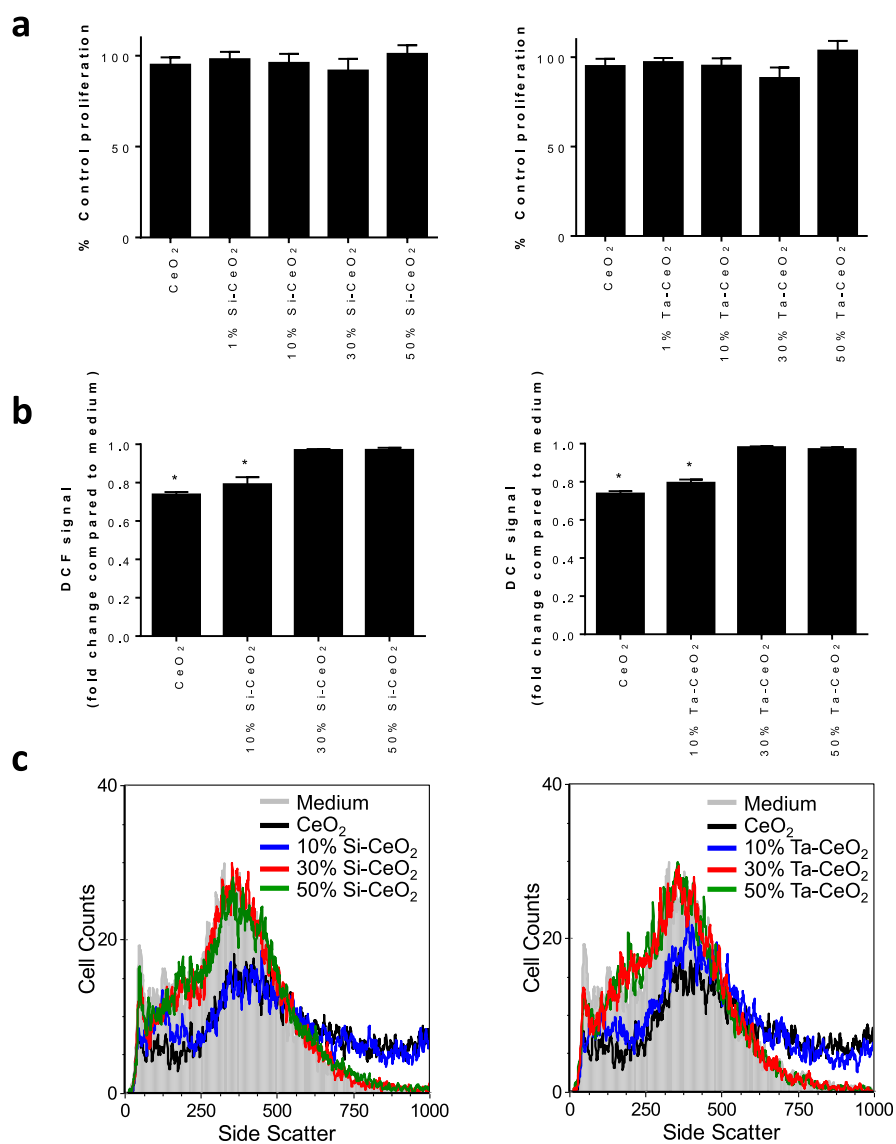 a
% Control proliferation
100
50
0
CeO₂
1% Si-CeO₂
10% Si-CeO₂
30% Si-CeO₂
50% Si-CeO₂
% Control proliferation
100
50
0
CeO₂
1% Ta-CeO₂
10% Ta-CeO₂
30% Ta-CeO₂
50% Ta-CeO₂
b
DCF signal
(fold change compared to medium)
1.0
0.8
0.6
0.4
0.2
0.0
*
*
CeO₂
10% Si-CeO₂
30% Si-CeO₂
50% Si-CeO₂
DCF signal
(fold change compared to medium)
1.0
0.8
0.6
0.4
0.2
0.0
*
*
CeO₂
10% Ta-CeO₂
30% Ta-CeO₂
50% Ta-CeO₂
c
Cell Counts
40
20
0
Medium
CeO₂
10% Si-CeO₂
30% Si-CeO₂
50% Si-CeO₂
0
250
500
750
1000
Side Scatter
Cell Counts
40
20
0
Medium
CeO₂
10% Ta-CeO₂
30% Ta-CeO₂
50% Ta-CeO₂
0
250
500
750
1000
Side Scatter